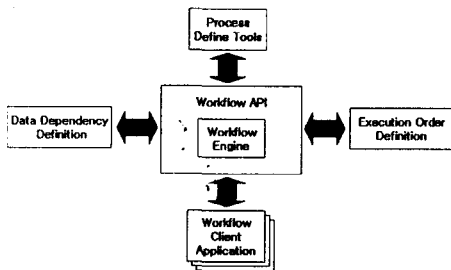 Process
Define Tools
Workflow API
Data Dependency
Definition
Workflow
Engine
Execution Order
Definition
Workflow
Client
Application